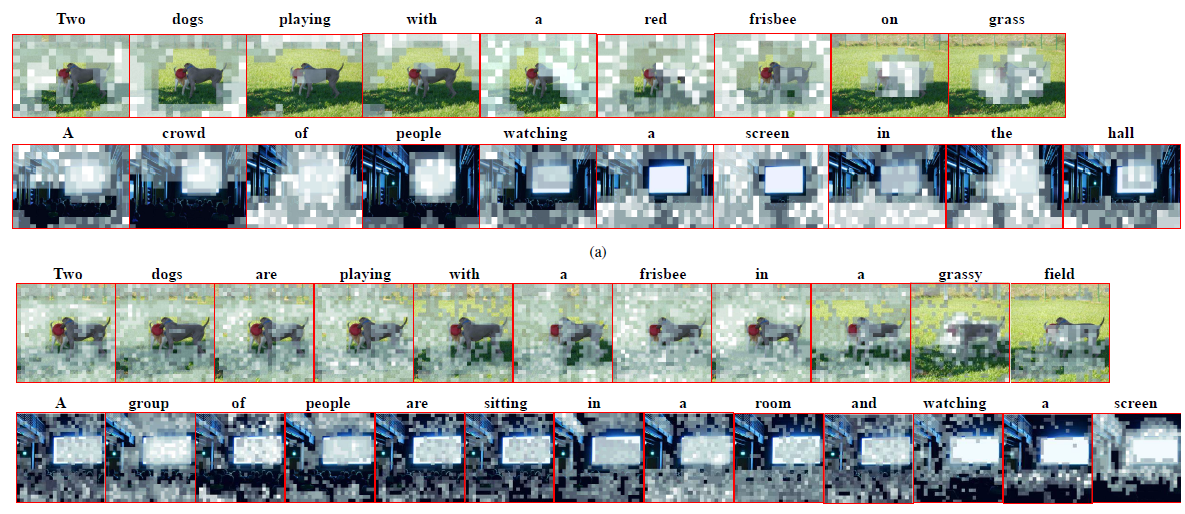 Two dogs playing with a red frisbee on grass
A crowd of people watching a screen in the hall
(a)
Two dogs are playing with a frisbee in a grassy field
A group of people are sitting in a room and watching a screen